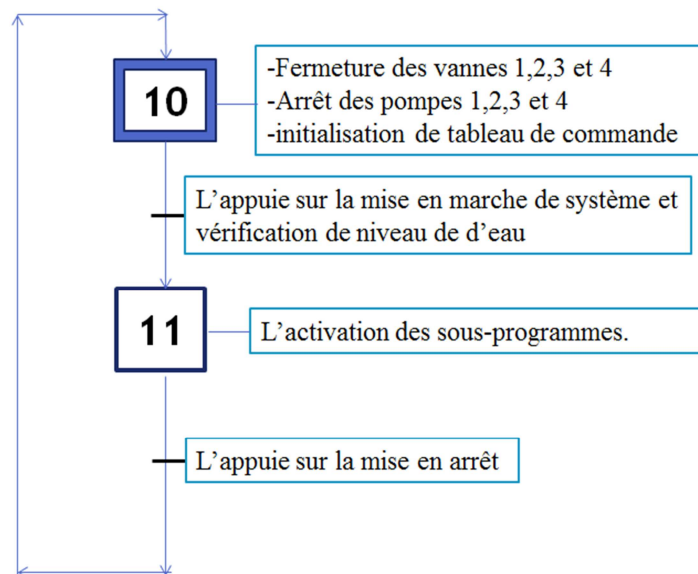 10
-Fermeture des vannes 1,2,3 et 4
-Arrêt des pompes 1,2,3 et 4
-initialisation de tableau de commande
L’appuie sur la mise en marche de système et
vérification de niveau de d’eau
11
L’activation des sous-programmes.
L’appuie sur la mise en arrêt